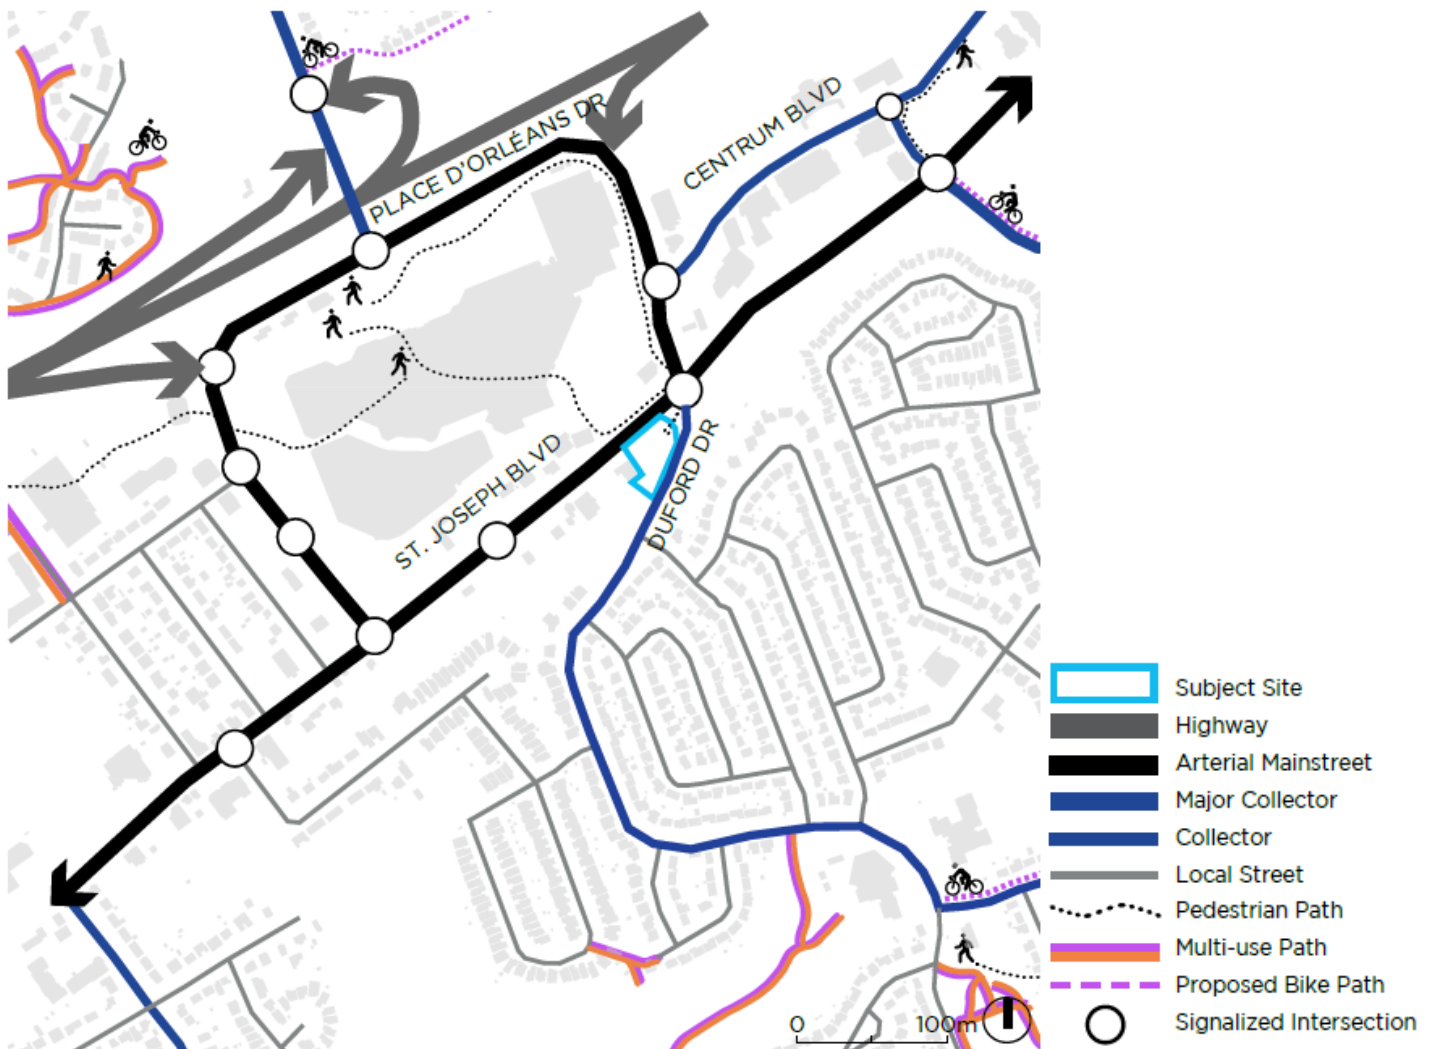 PLACE D'ORLÉANS DR
CENTRUM BLVD
ST. JOSEPH BLVD
DUFORD DR
Subject Site
Highway
Arterial Mainstreet
Major Collector
Collector
Local Street
Pedestrian Path
Multi-use Path
Proposed Bike Path
Signalized Intersection
0 100m